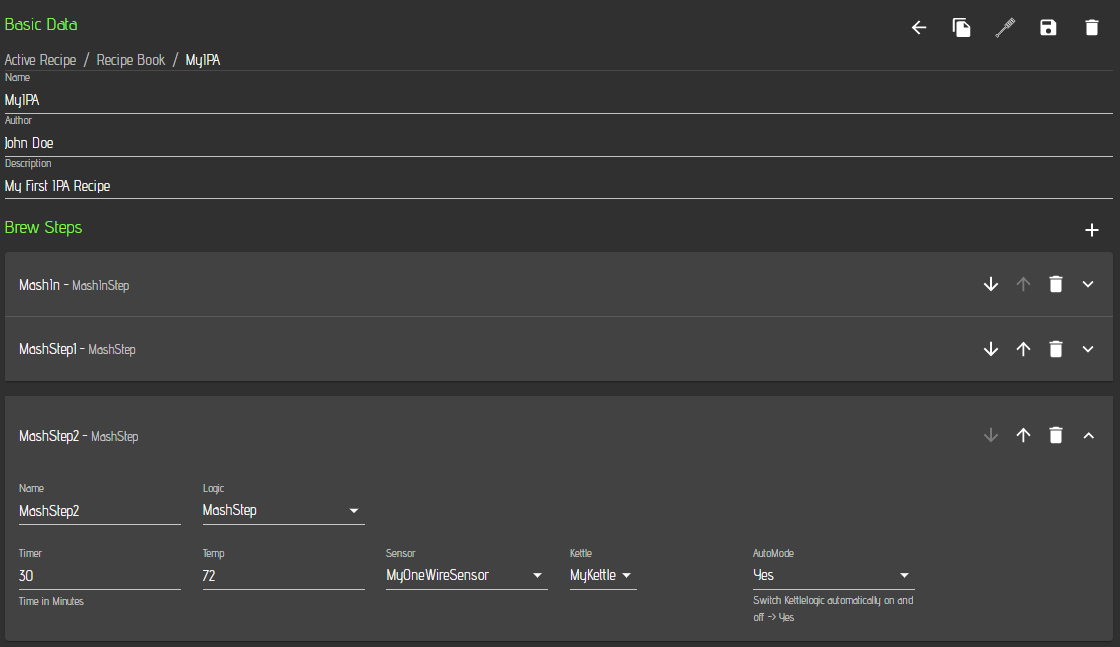 Basic Data
Active Recipe / Recipe Book / MyIPA
Name
MyIPA
Author
John Doe
Description
My First IPA Recipe
Brew Steps
MashIn - MashInStep
MashStep1 - MashStep
MashStep2 - MashStep
Name Logic
MashStep2 MashStep
Timer Temp Sensor Kettle AutoMode
30 72 MyOneWireSensor MyKettle Yes
Time in Minutes Switch Kettlelogic automatically on and
off -> Yes